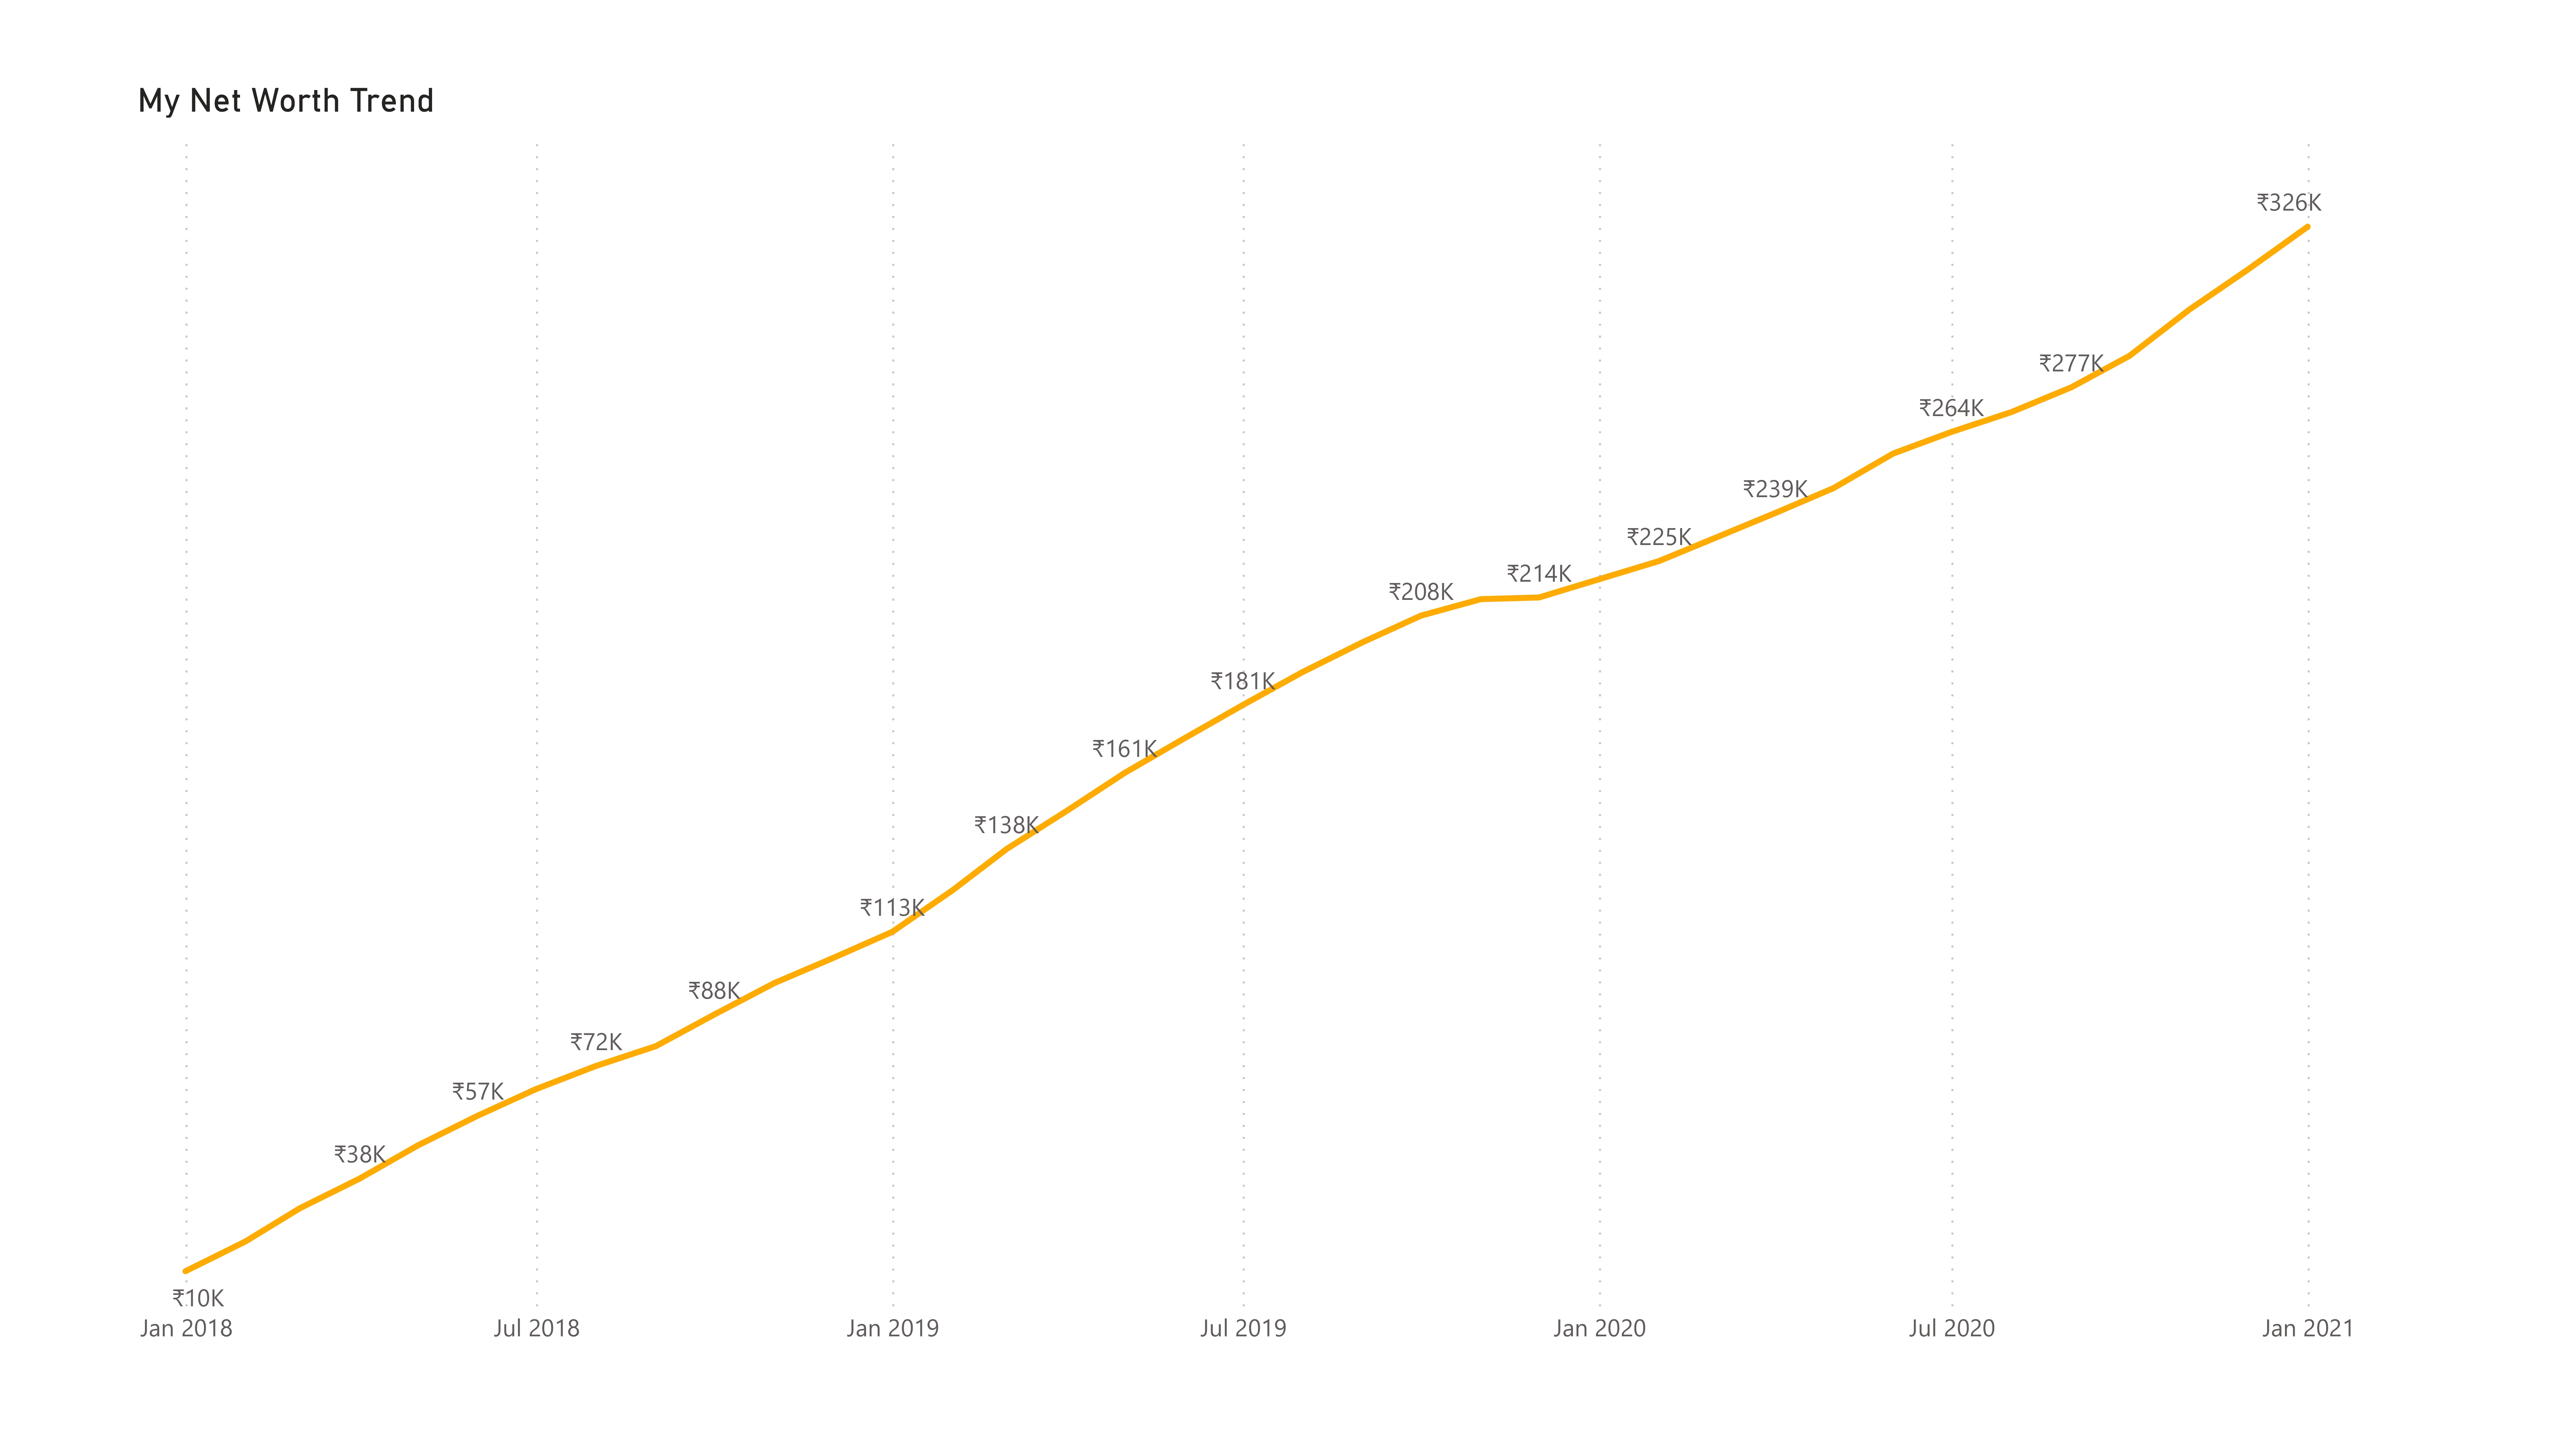 My Net Worth Trend
₹326K
₹277K
₹264K
₹239K
₹225K
₹214K
₹208K
₹181K
₹161K
₹138K
₹113K
₹88K
₹72K
₹57K
₹38K
₹10K
Jan 2018 Jul 2018 Jan 2019 Jul 2019 Jan 2020 Jul 2020 Jan 2021